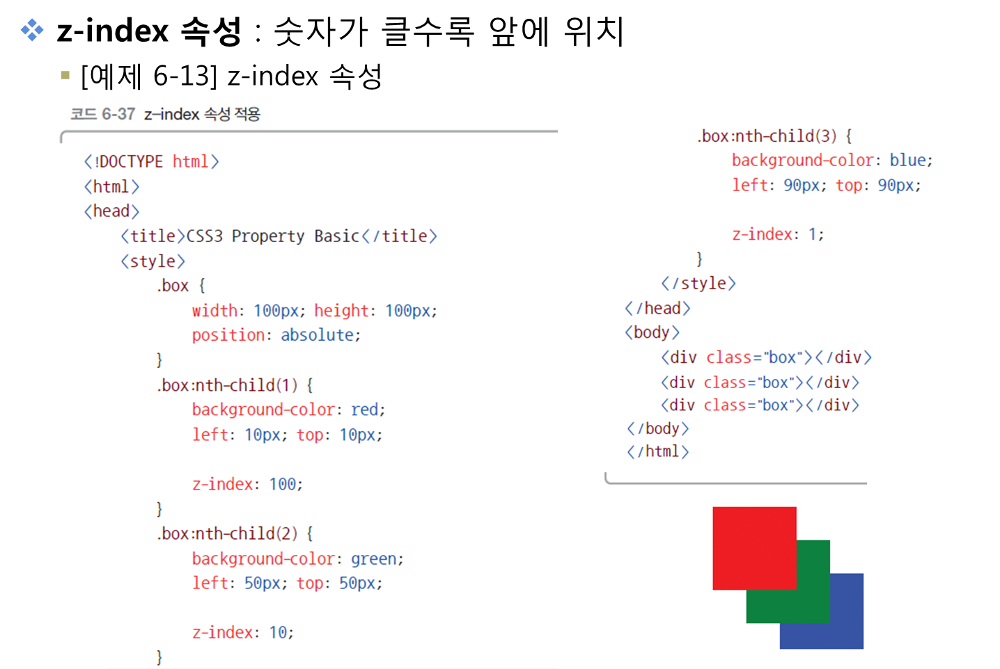 z-index 속성 : 숫자가 클수록 앞에 위치
[예제 6-13] z-index 속성
코드 6-37 z-index 속성 적용
<!DOCTYPE html>
<html>
<head>
<title>CSS3 Property Basic</title>
<style>
.box {
width: 100px; height: 100px;
position: absolute;
}
.box:nth-child(1) {
background-color: red;
left: 10px; top: 10px;
z-index: 100;
}
.box:nth-child(2) {
background-color: green;
left: 50px; top: 50px;
z-index: 10;
}
.box:nth-child(3) {
background-color: blue;
left: 90px; top: 90px;
z-index: 1;
}
</style>
</head>
<body>
<div class="box"></div>
<div class="box"></div>
<div class="box"></div>
</body>
</html>